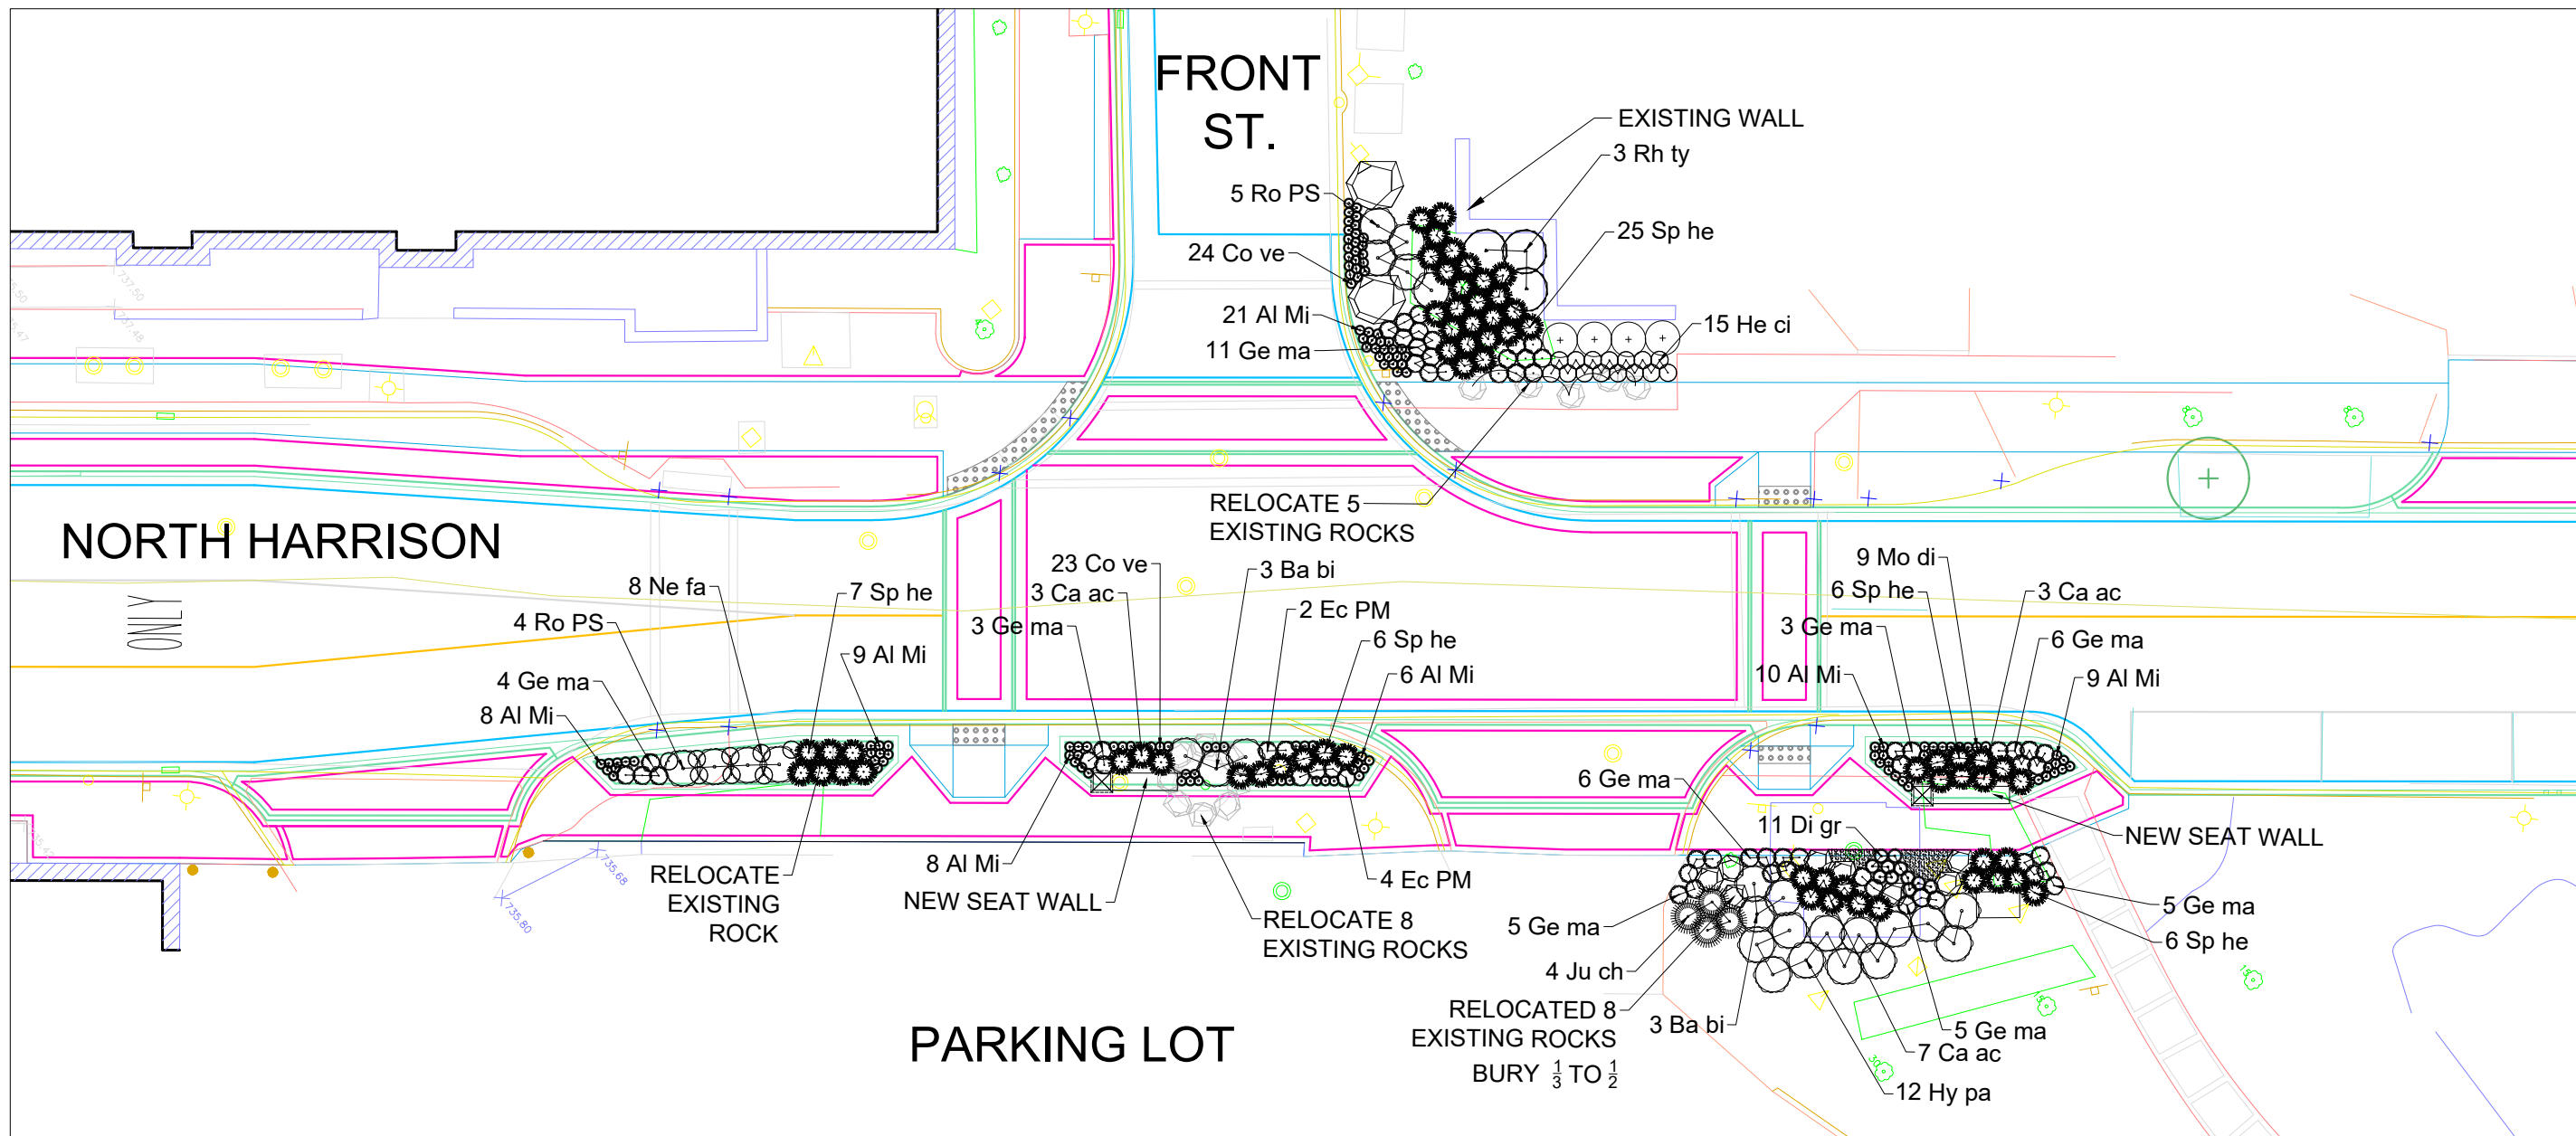 FRONT
ST.
EXISTING WALL
3 Rh ty
5 Ro PS
25 Sp he
24 Co ve
21 Al Mi
15 He ci
11 Ge ma
737.50
737.48
RELOCATE 5
EXISTING ROCKS
NORTH HARRISON
ONLY
8 Ne fa
7 Sp he
4 Ro PS
9 Al Mi
4 Ge ma
8 Al Mi
23 Co ve
3 Ba bi
3 Ca ac
2 Ec PM
3 Ge ma
6 Sp he
6 Al Mi
9 Mo di
6 Sp he
3 Ca ac
3 Ge ma
6 Ge ma
10 Al Mi
9 Al Mi
6 Ge ma
11 Di gr
NEW SEAT WALL
735.68
735.80
RELOCATE
EXISTING
ROCK
8 Al Mi
NEW SEAT WALL
4 Ec PM
RELOCATE 8
EXISTING ROCKS
5 Ge ma
4 Ju ch
RELOCATED 8
EXISTING ROCKS
BURY 1/3 TO 1/2
3 Ba bi
5 Ge ma
6 Sp he
5 Ge ma
7 Ca ac
12 Hy pa
PARKING LOT